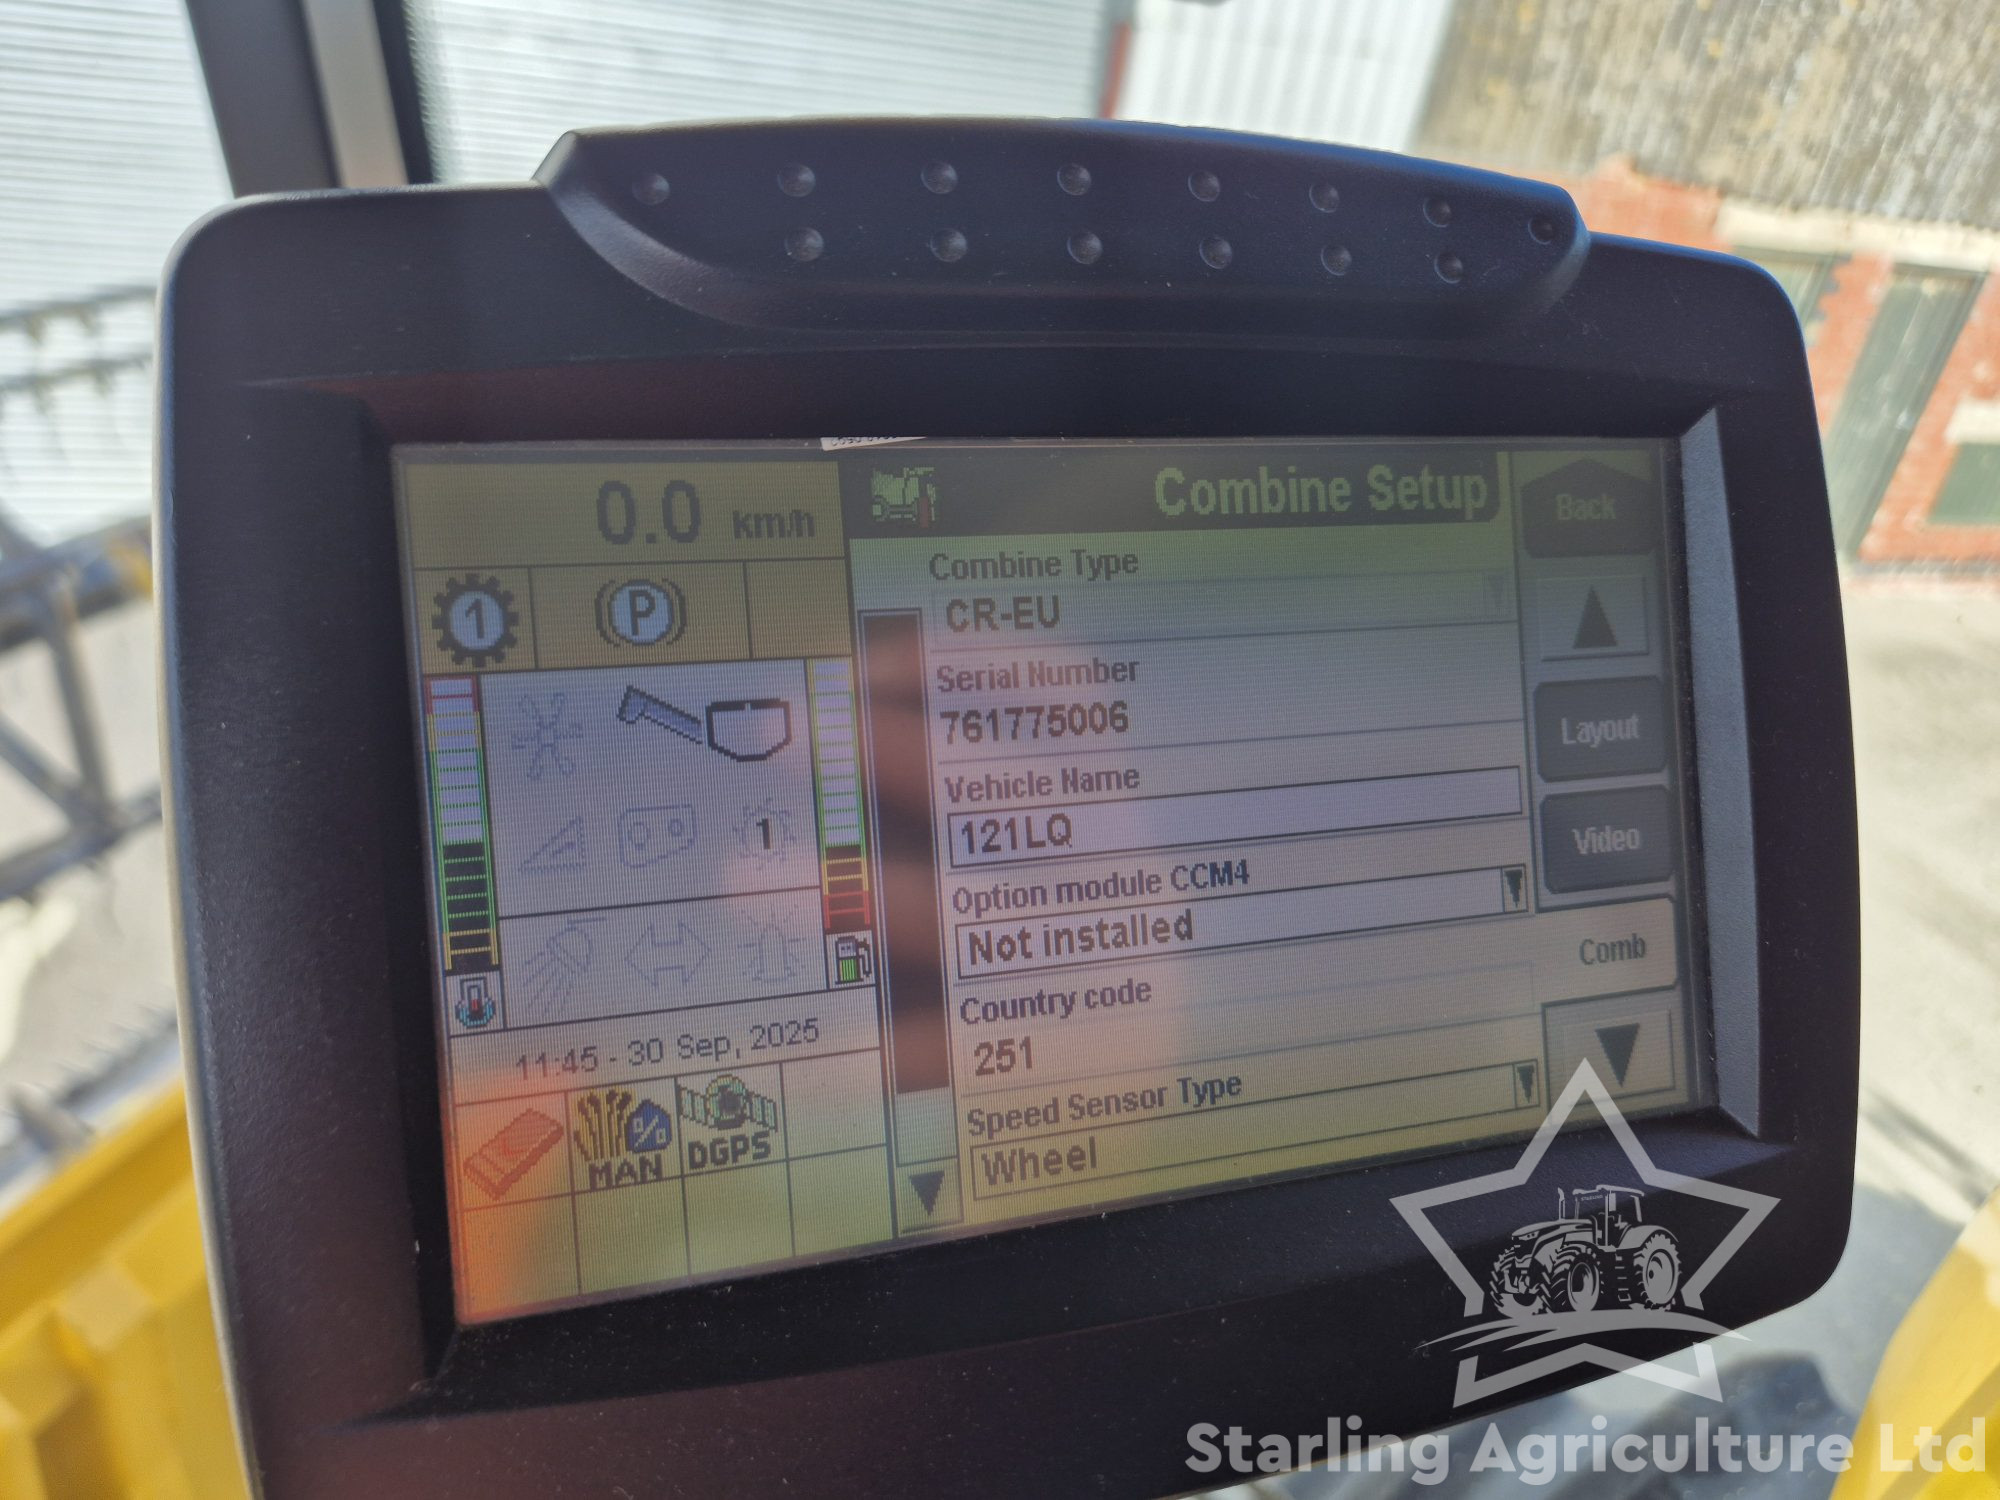 0.0 km/h
1
P
1
11:45 - 30 Sep, 2025
MAN
%
DGPS
Combine Setup
Combine Type
CR-EU
Serial Number
761775006
Vehicle Name
121LQ
Option module CCM4
Not installed
Country code
251
Speed Sensor Type
Wheel
Back
Layout
Video
Comb
Starling Agriculture Ltd